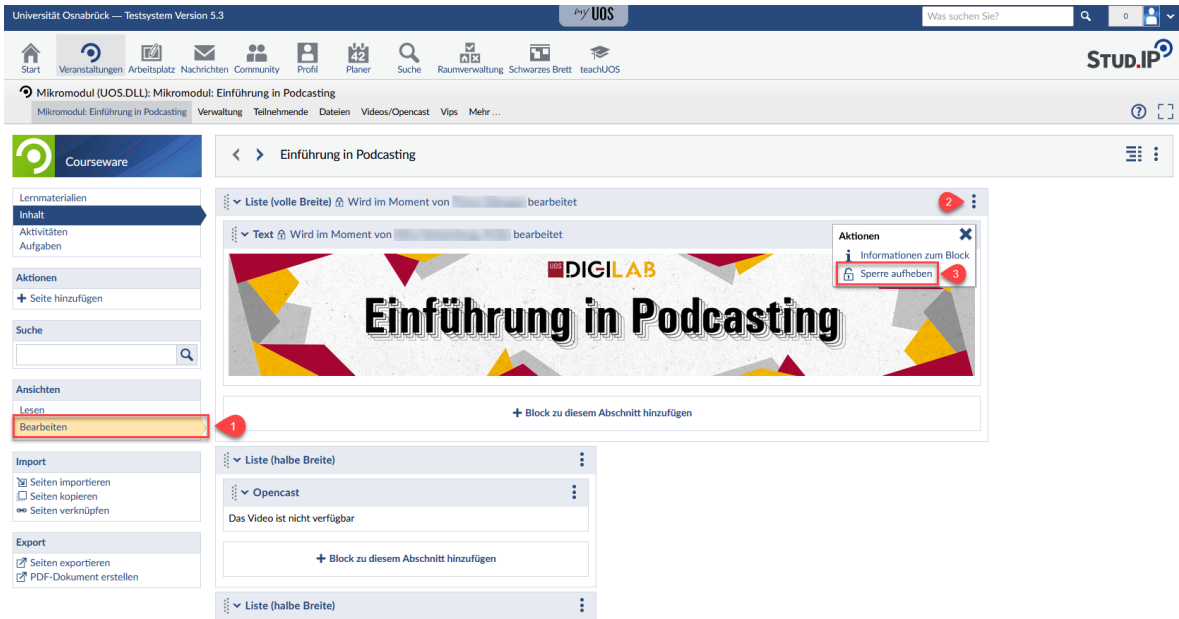 Universität Osnabrück — Testsystem Version 5.3
my UOS
Was suchen Sie?
0
Start
Veranstaltungen
Arbeitsplatz
Nachrichten
Community
Profil
42
Planer
Suche
Raumverwaltung
Schwarzes Brett
teachUOS
STUD.IP
Mikromodul (UOS.DLL): Mikromodul: Einführung in Podcasting
Mikromodul: Einführung in Podcasting Verwaltung Teilnehmende Dateien Videos/Opencast Vips Mehr ...
Courseware
Einführung in Podcasting
Lernmaterialien
Inhalt
Aktivitäten
Aufgaben
Aktionen
+ Seite hinzufügen
Suche
Ansichten
Lesen
Bearbeiten
1
Import
Seiten importieren
Seiten kopieren
Seiten verknüpfen
Export
Seiten exportieren
PDF-Dokument erstellen
Liste (volle Breite) Wird im Moment von bearbeitet
2
Text Wird im Moment von bearbeitet
Aktionen
Informationen zum Block
Sperre aufheben
3
UOS DIGILAB
Einführung in Podcasting
+ Block zu diesem Abschnitt hinzufügen
Liste (halbe Breite)
Opencast
Das Video ist nicht verfügbar
+ Block zu diesem Abschnitt hinzufügen
Liste (halbe Breite)